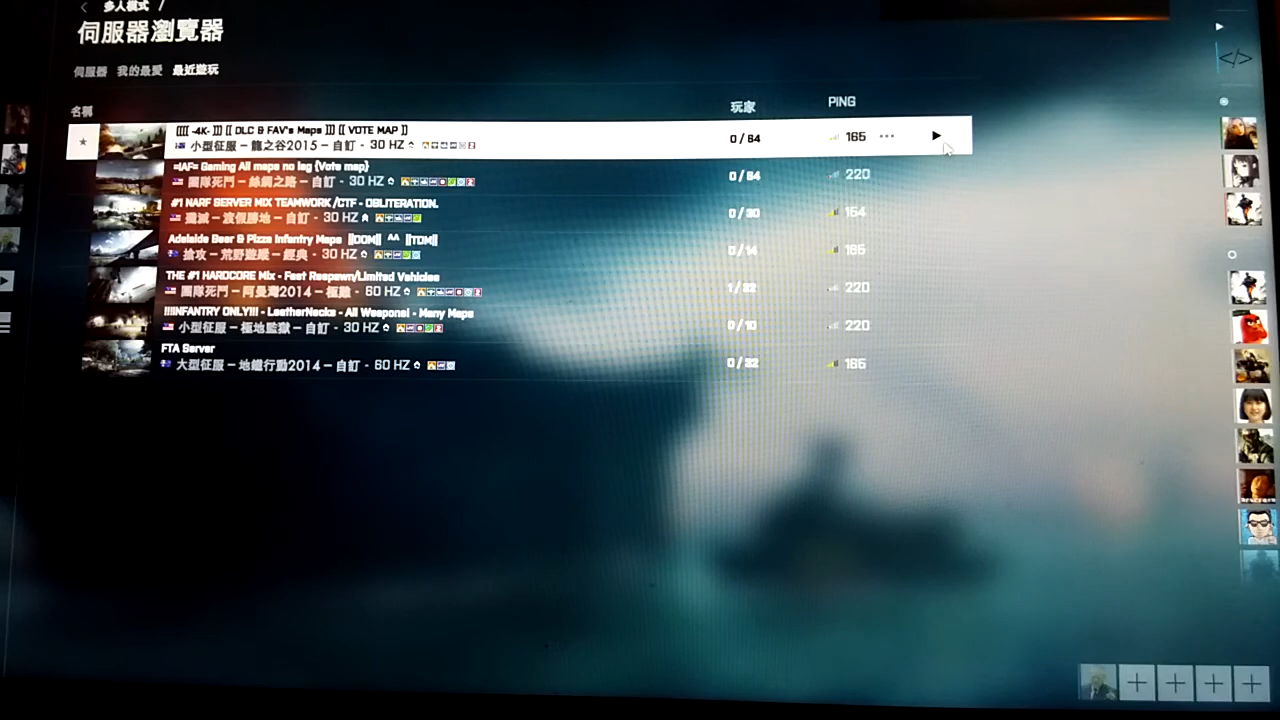 多人模式 /
伺服器瀏覽器
伺服器 我的最愛 最近遊玩
名稱 玩家 PING
[[[[ -4K- ]]] [[ DLC & FAV's Maps ]]] [[ VOTE MAP ]]
小型征服 – 龍之谷2015 – 自訂 - 30 HZ 0 / 64 165
=IAF= Gaming All maps no lag {Vote map}
團隊死鬥 – 絲綢之路 – 自訂 - 30 HZ 0 / 64 220
#1 NARF SERVER MIX TEAMWORK /CTF - OBLITERATION.
殲滅 – 渡假勝地 – 自訂 - 30 HZ 0 / 30 164
Adelaide Beer & Pizza Infantry Maps ||DOM|| ^^ ||TDM||
搶攻 – 荒野遊蹤 – 經典 - 30 HZ 0 / 14 165
THE #1 HARDCORE Mix - Fast Respawn/Limited Vehicles
團隊死鬥 – 阿曼灣2014 – 極難 - 60 HZ 1 / 32 220
!!!INFANTRY ONLY!!! - LeatherNecks - All Weapons! - Many Maps
小型征服 – 極地監獄 – 自訂 - 30 HZ 0 / 10 220
FTA Server
大型征服 – 地鐵行動2014 – 自訂 - 60 HZ 0 / 32 165